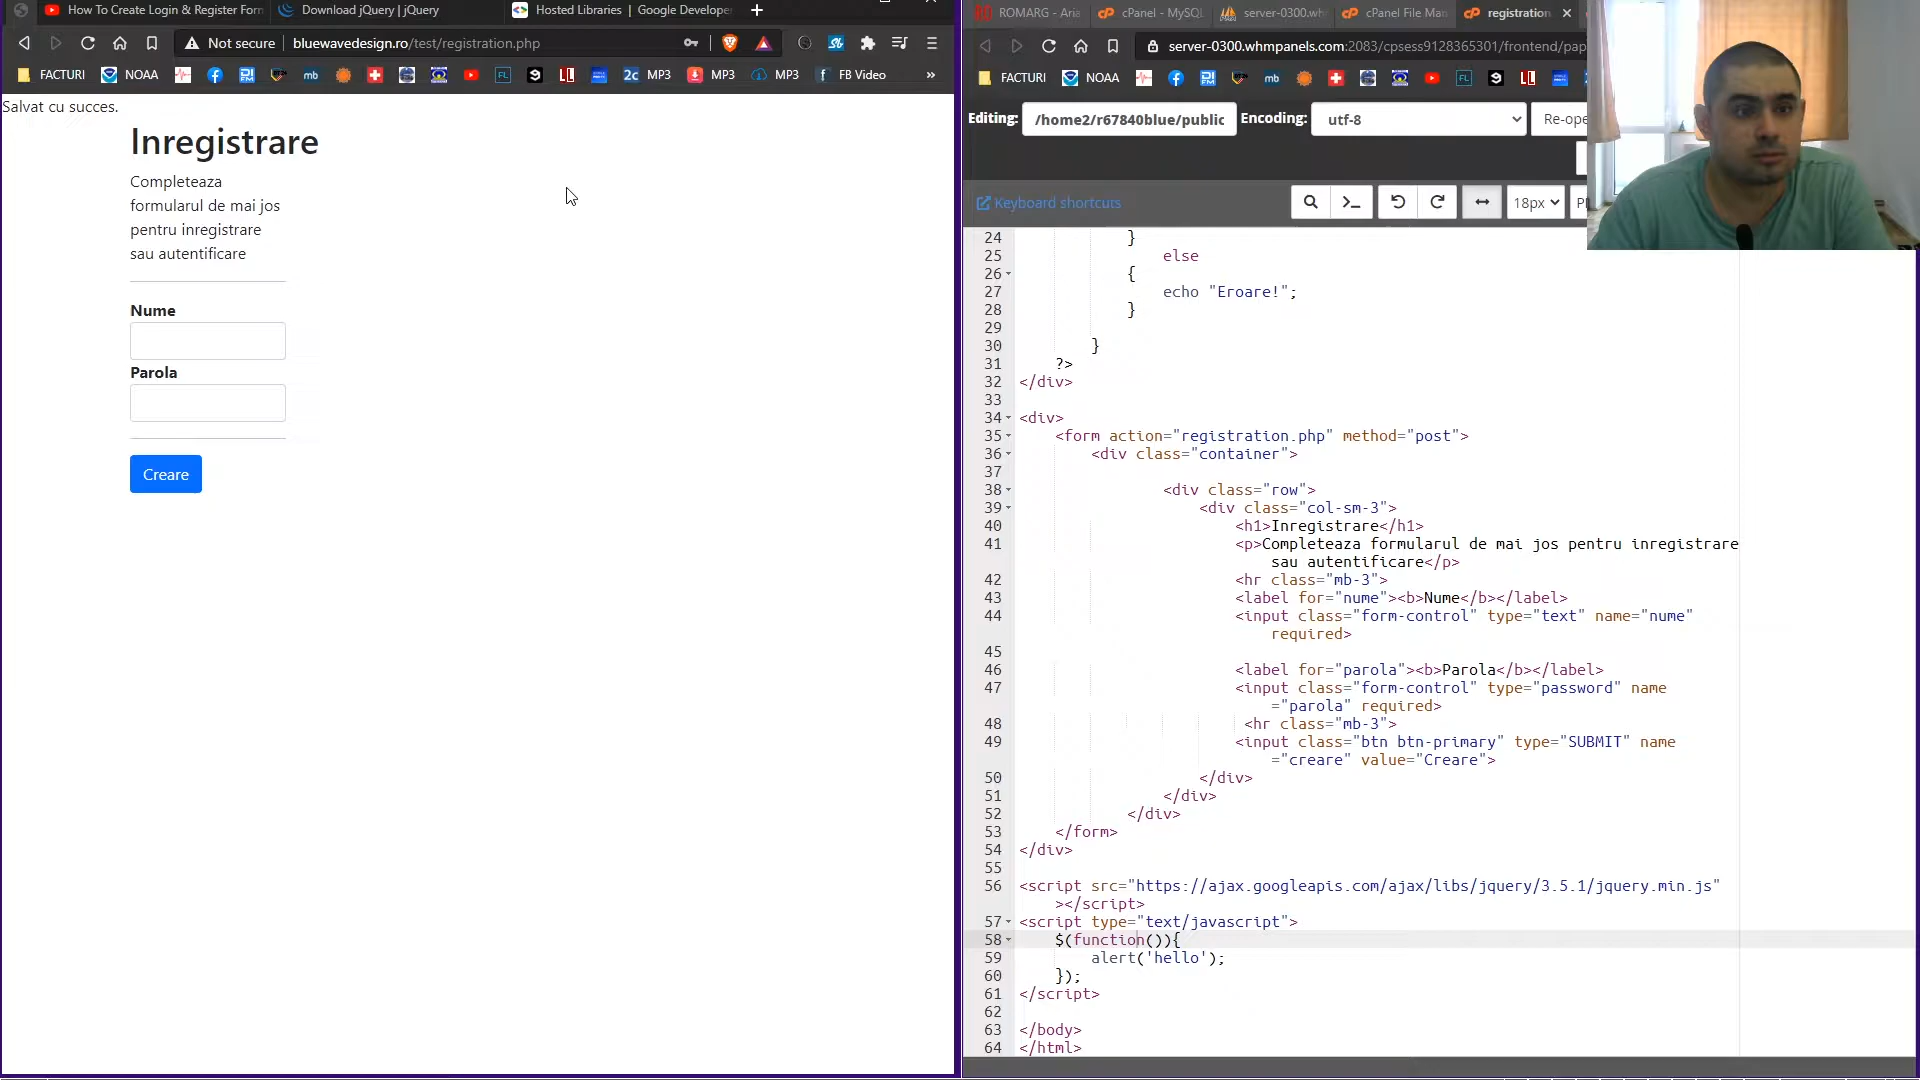 How To Create Login & Register Form
Download jQuery | jQuery
Hosted Libraries | Google Develope
Not secure
bluewavedesign.ro/test/registration.php
FACTURI
NOAA
mb
FL
2c
MP3
MP3
MP3
FB Video
»
Salvat cu succes.
Inregistrare
Completeaza
formularul de mai jos
pentru inregistrare
sau autentificare
Nume
Parola
Creare
ROMARG - Aria
cPanel - MySQL
server-0300.wh
cPanel File Man
registration
server-0300.whmpanels.com:2083/cpsess9128365301/frontend/pap
FACTURI
NOAA
mb
FL
Editing:
/home2/r67840blue/public
Encoding:
utf-8
Re-ope
Keyboard shortcuts
18px
24 }
25 else
26 {
27 echo "Eroare!";
28 }
29
30 }
31 ?>
32 </div>
33
34 <div>
35 <form action="registration.php" method="post">
36 <div class="container">
37
38 <div class="row">
39 <div class="col-sm-3">
40 <h1>Inregistrare</h1>
41 <p>Completeaza formularul de mai jos pentru inregistrare
sau autentificare</p>
42 <hr class="mb-3">
43 <label for="nume"><b>Nume</b></label>
44 <input class="form-control" type="text" name="nume"
required>
45
46 <label for="parola"><b>Parola</b></label>
47 <input class="form-control" type="password" name
="parola" required>
48 <hr class="mb-3">
49 <input class="btn btn-primary" type="SUBMIT" name
="creare" value="Creare">
50 </div>
51 </div>
52 </div>
53 </form>
54 </div>
55
56 <script src="https://ajax.googleapis.com/ajax/libs/jquery/3.5.1/jquery.min.js"
></script>
57 <script type="text/javascript">
58 $(function()){
59 alert('hello');
60 });
61 </script>
62
63 </body>
64 </html>